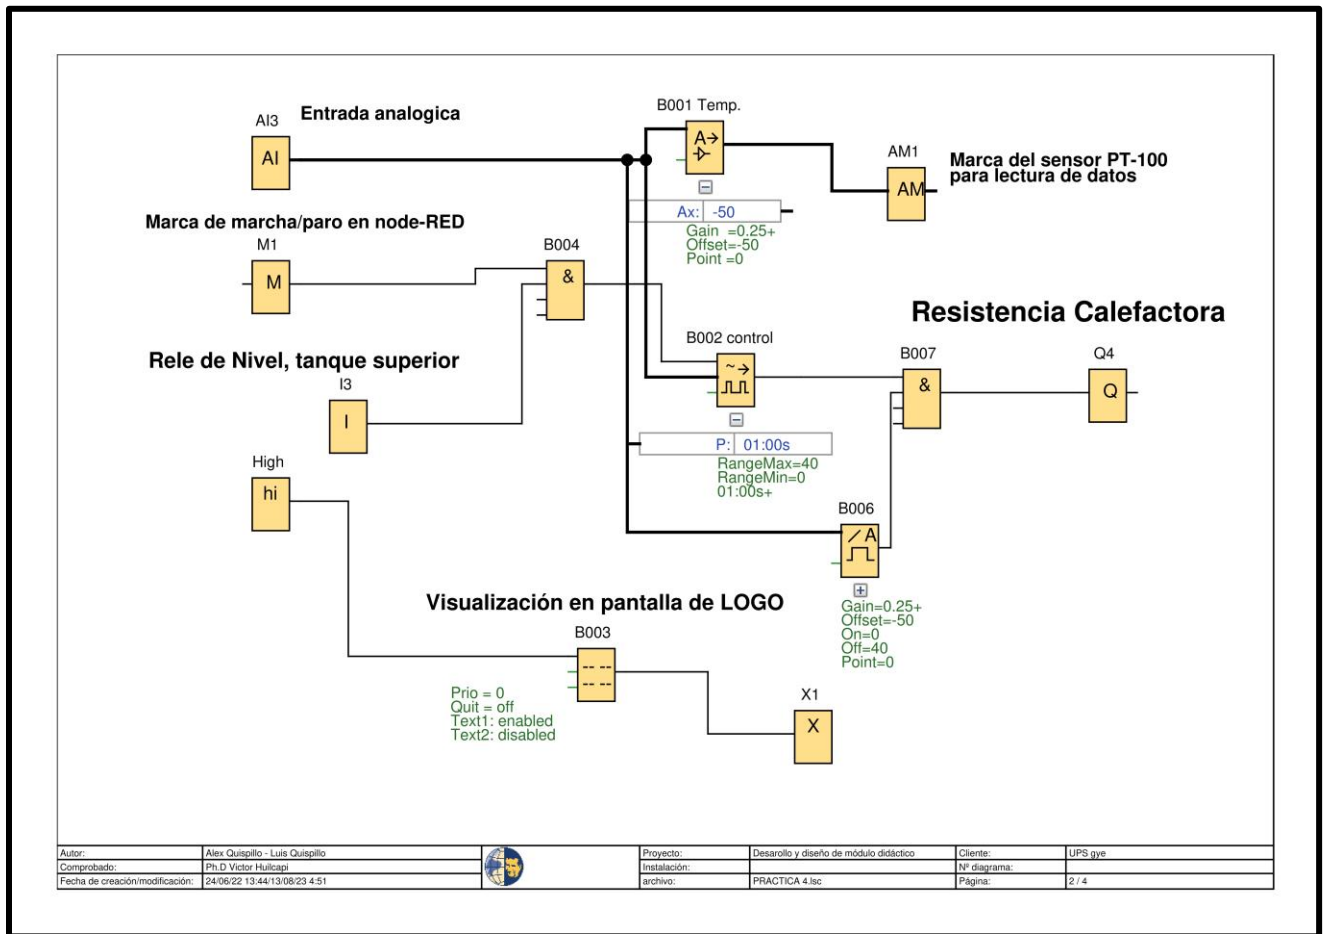 B001 Temp.
AI3
Entrada analogica
AI
A→
AM1
AM
Marca del sensor PT-100
para lectura de datos
Ax: -50
Gain =0.25+
Offset=-50
Point =0
Marca de marcha/paro en node-RED
M1
M
B004
&
Resistencia Calefactora
B002 control
B007
&
Q4
Q
Rele de Nivel, tanque superior
I3
I
P: 01:00s
RangeMax=40
RangeMin=0
01:00s+
High
hi
B006
A
Gain=0.25+
Offset=-50
On=0
Off=40
Point=0
Visualización en pantalla de LOGO
B003
Prio = 0
Quit = off
Text1: enabled
Text2: disabled
X1
X
Autor: Alex Quispillo - Luis Quispillo Proyecto: Desarollo y diseño de módulo didáctico Cliente: UPS gye
Comprobado: Ph.D Victor Huilcapi Instalación: Nº diagrama:
Fecha de creación/modificación: 24/06/22 13:44/13/08/23 4:51 archivo: PRACTICA 4.lsc Página: 2 / 4